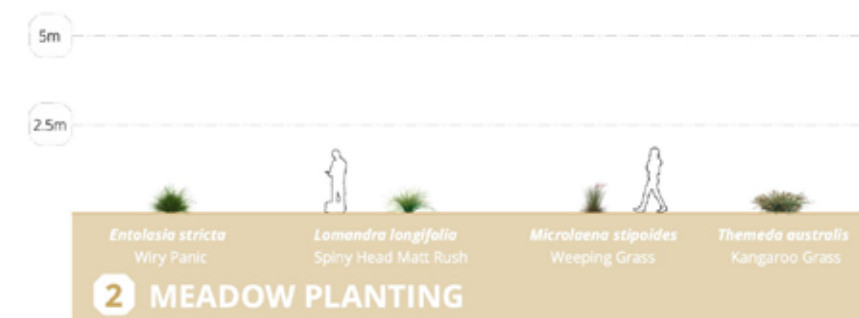 5m
2.5m
Entolasia stricta
Wiry Panic
Lomandra longifolia
Spiny Head Matt Rush
Microlaena stipoides
Weeping Grass
Themeda australis
Kangaroo Grass
2 MEADOW PLANTING